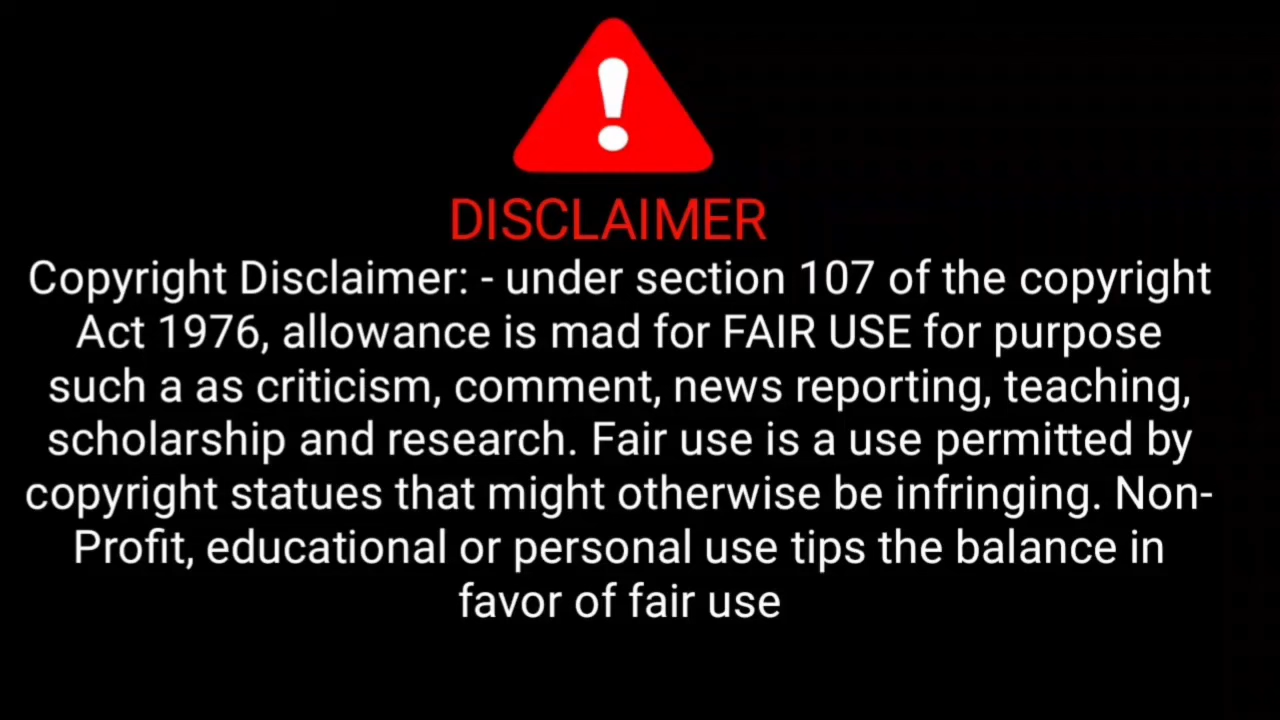 DISCLAIMER
Copyright Disclaimer: - under section 107 of the copyright
Act 1976, allowance is mad for FAIR USE for purpose
such a as criticism, comment, news reporting, teaching,
scholarship and research. Fair use is a use permitted by
copyright statues that might otherwise be infringing. Non-
Profit, educational or personal use tips the balance in
favor of fair use